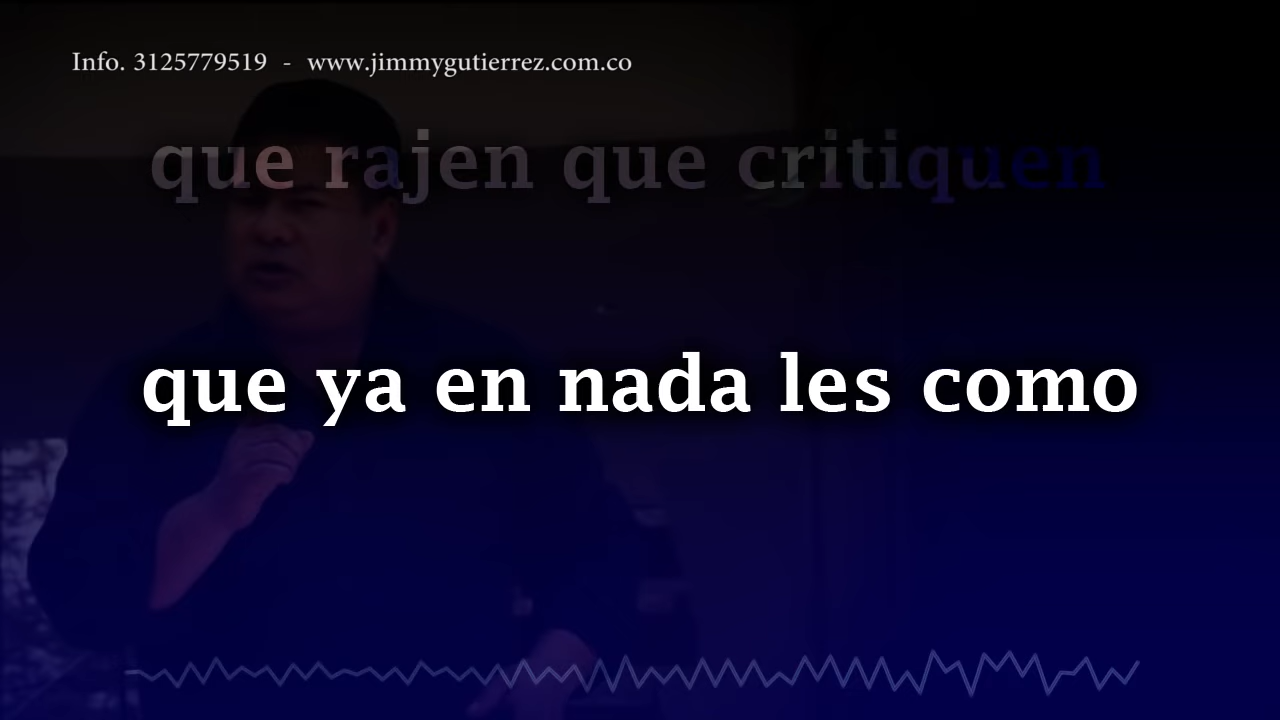 Info. 3125779519 - www.jimmygutierrez.com.co
que rajen que critiquen
que ya en nada les como